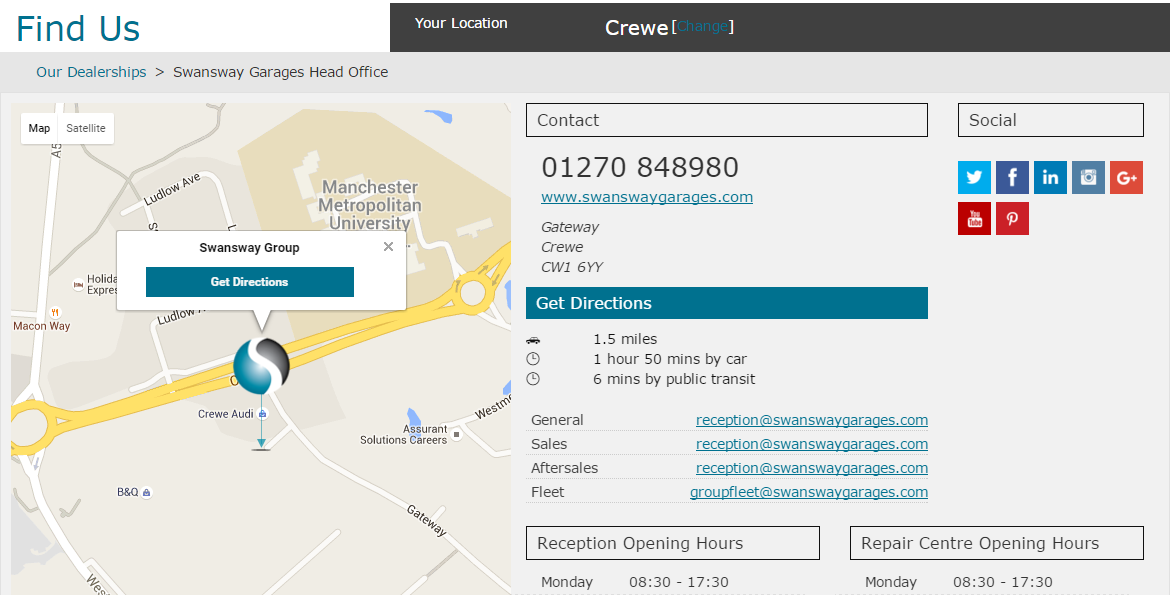 Find Us
Your Location
Crewe [Change]
Our Dealerships > Swansway Garages Head Office
Map
Satellite
Ludlow Ave
Manchester
Metropolitan
University
Swansway Group
Get Directions
Holida
Expres
Ludlow A
Macon Way
Crewe Audi
Assurant
Solutions Careers
Westm
B&Q
Gateway
Wes
Contact
01270 848980
www.swanswaygarages.com
Gateway
Crewe
CW1 6YY
Get Directions
1.5 miles
1 hour 50 mins by car
6 mins by public transit
General reception@swanswaygarages.com
Sales reception@swanswaygarages.com
Aftersales reception@swanswaygarages.com
Fleet groupfleet@swanswaygarages.com
Social
in
G+
You
Tube
Reception Opening Hours
Monday 08:30 - 17:30
Repair Centre Opening Hours
Monday 08:30 - 17:30